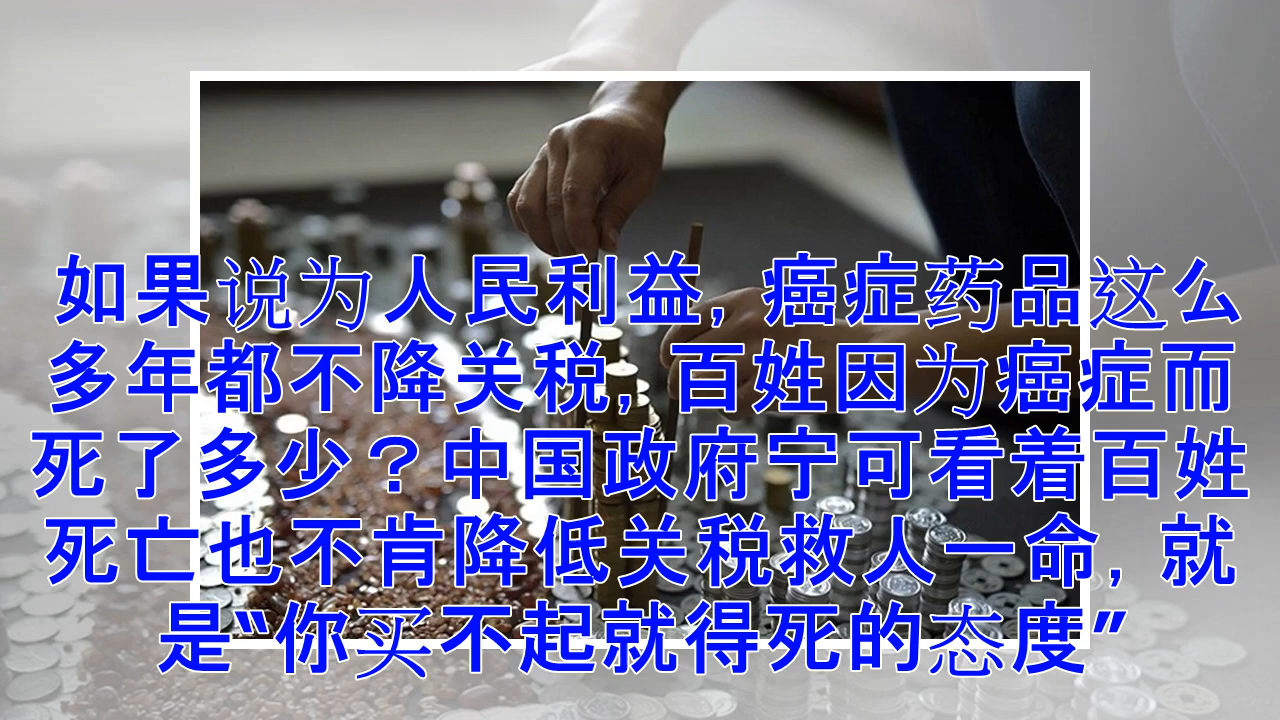 如果说为人民利益,癌症药品这么
多年都不降关税,百姓因为癌症而
死了多少？中国政府宁可看着百姓
死亡也不肯降低关税救人一命,就
是“你买不起就得死的态度”